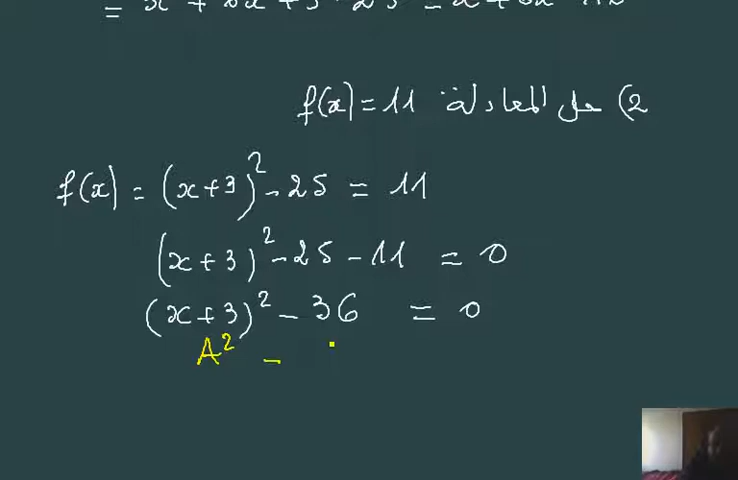 2) حل المعادلة f(x) = 11
f(x) = (x+3)² - 25 = 11
(x+3)² - 25 - 11 = 0
(x+3)² - 36 = 0
A² -